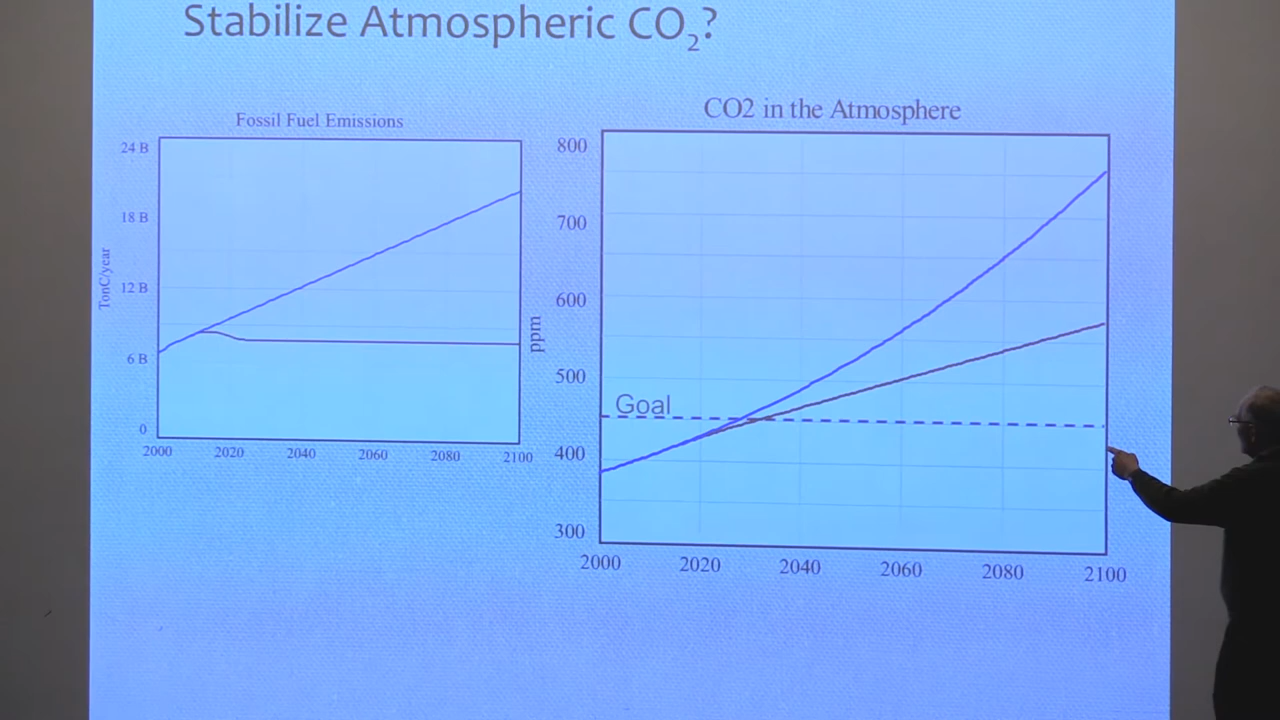 Stabilize Atmospheric CO₂?
Fossil Fuel Emissions
24 B
18 B
12 B
6 B
0
TonC/year
2000 2020 2040 2060 2080 2100
CO2 in the Atmosphere
800
700
600
500
400
300
ppm
Goal
2000 2020 2040 2060 2080 2100